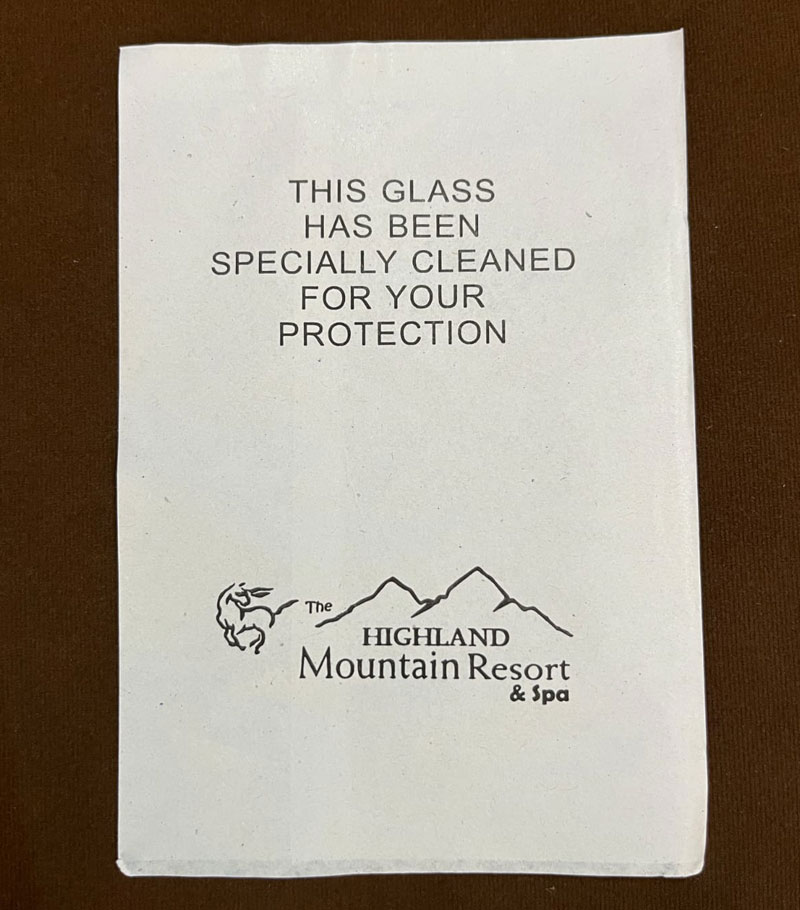 THIS GLASS
HAS BEEN
SPECIALLY CLEANED
FOR YOUR
PROTECTION
The
HIGHLAND
Mountain Resort
& Spa